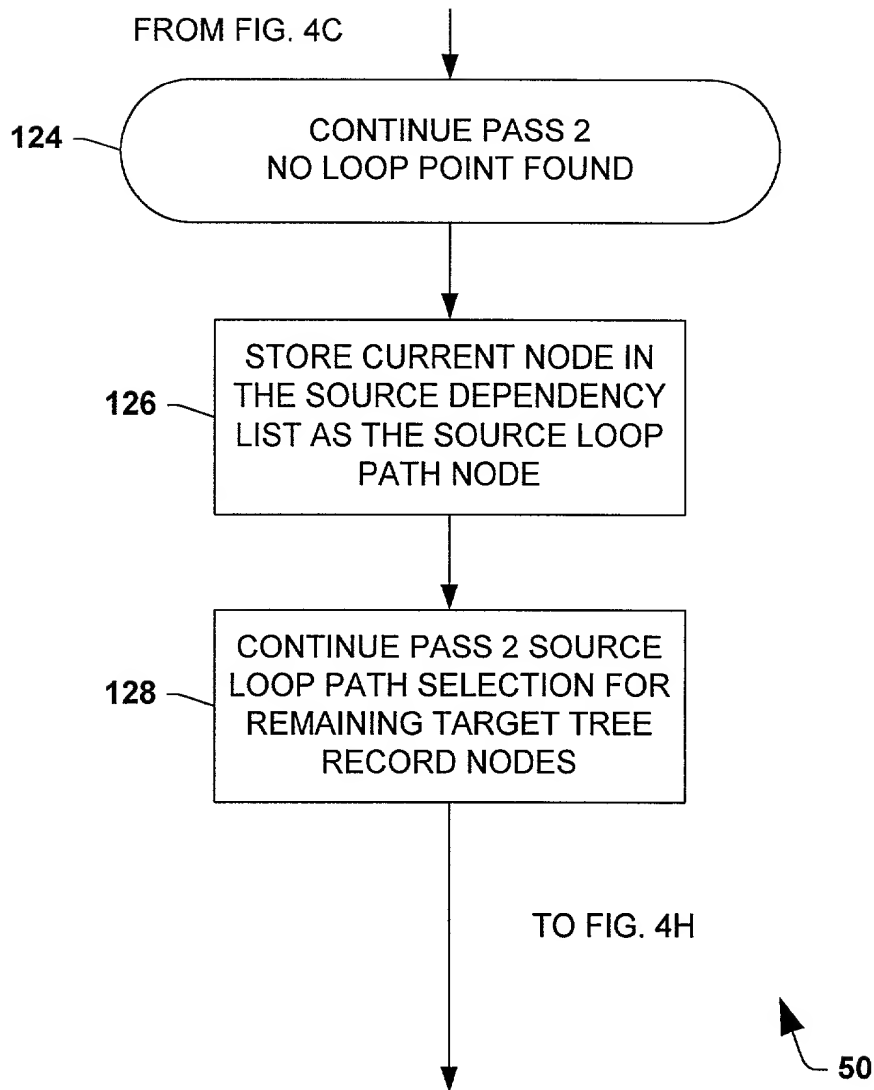 FROM FIG. 4C
124
CONTINUE PASS 2
NO LOOP POINT FOUND
126
STORE CURRENT NODE IN
THE SOURCE DEPENDENCY
LIST AS THE SOURCE LOOP
PATH NODE
128
CONTINUE PASS 2 SOURCE
LOOP PATH SELECTION FOR
REMAINING TARGET TREE
RECORD NODES
TO FIG. 4H
50